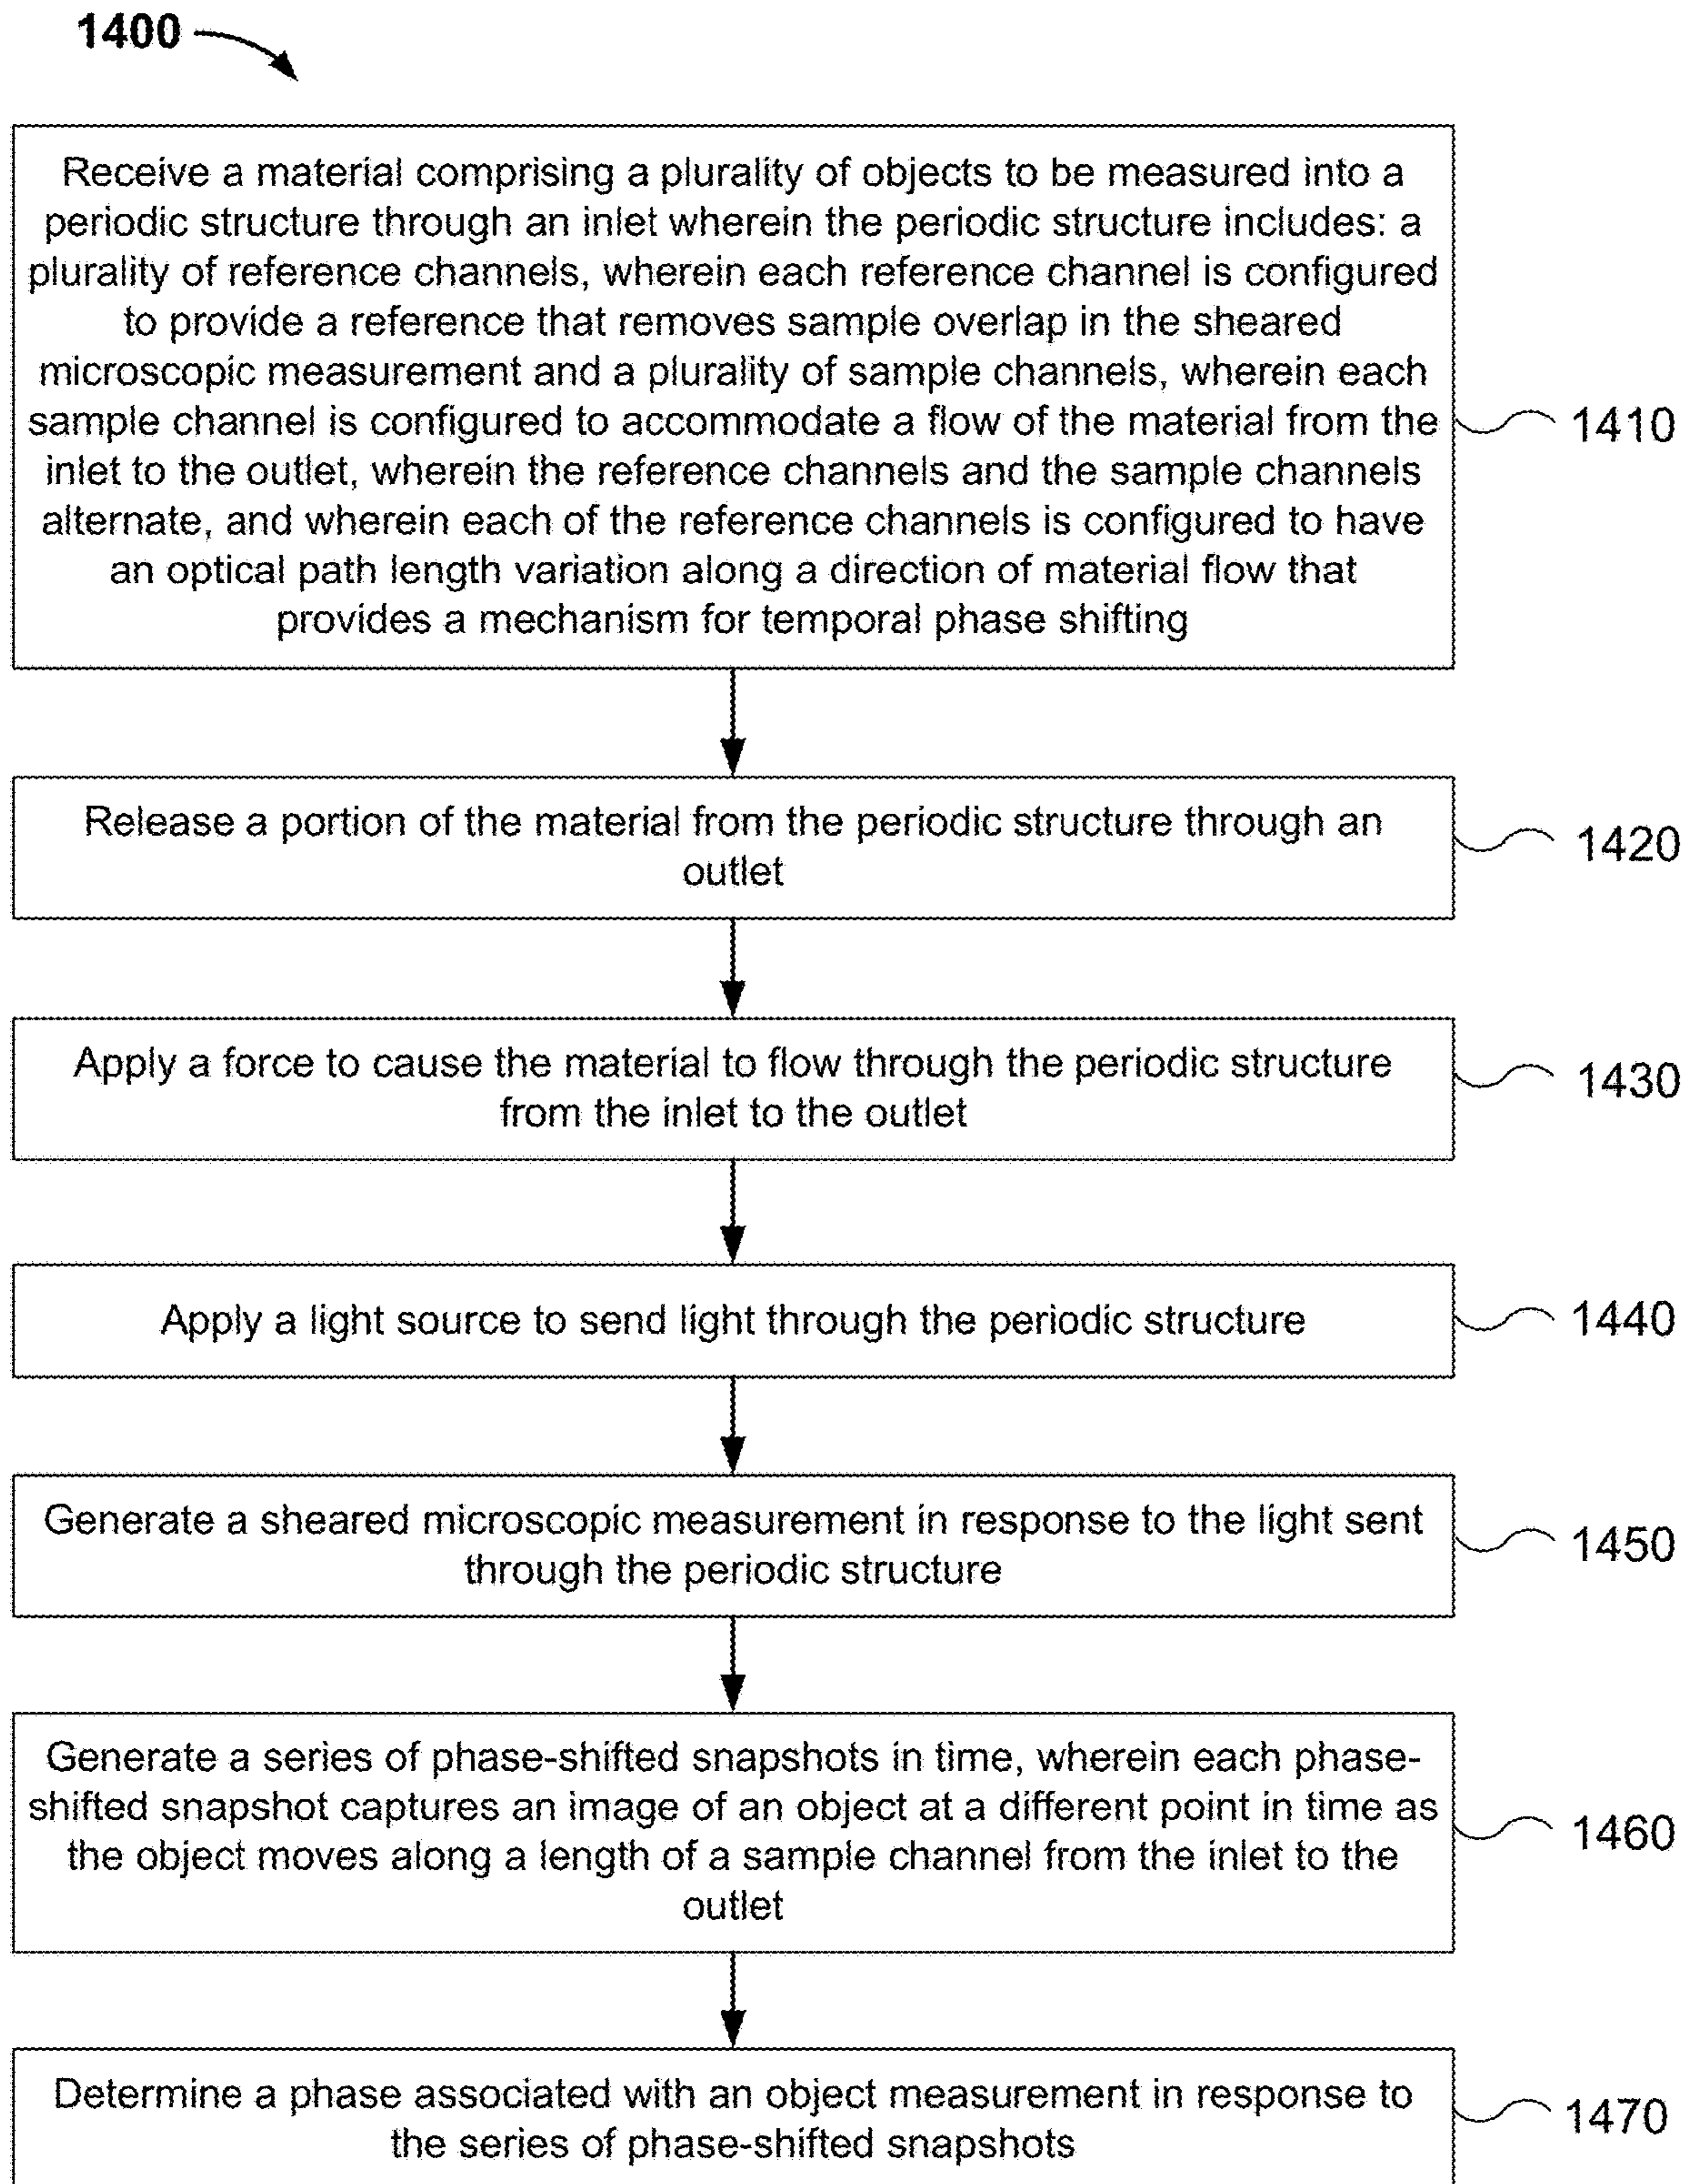 1400
Receive a material comprising a plurality of objects to be measured into a
periodic structure through an inlet wherein the periodic structure includes: a
plurality of reference channels, wherein each reference channel is configured
to provide a reference that removes sample overlap in the sheared
microscopic measurement and a plurality of sample channels, wherein each
sample channel is configured to accommodate a flow of the material from the
inlet to the outlet, wherein the reference channels and the sample channels
alternate, and wherein each of the reference channels is configured to have
an optical path length variation along a direction of material flow that
provides a mechanism for temporal phase shifting
1410
Release a portion of the material from the periodic structure through an
outlet
1420
Apply a force to cause the material to flow through the periodic structure
from the inlet to the outlet
1430
Apply a light source to send light through the periodic structure
1440
Generate a sheared microscopic measurement in response to the light sent
through the periodic structure
1450
Generate a series of phase-shifted snapshots in time, wherein each phase-
shifted snapshot captures an image of an object at a different point in time as
the object moves along a length of a sample channel from the inlet to the
outlet
1460
Determine a phase associated with an object measurement in response to
the series of phase-shifted snapshots
1470